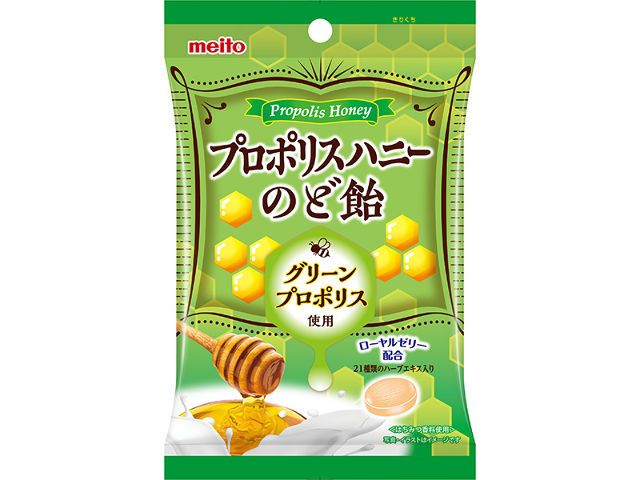 きりくち
meito
Propolis Honey
プロポリスハニー
のど飴
グリーン
プロポリス
使用
ローヤルゼリー
配合
21種類のハーブエキス入り
<はちみつ香料使用>
写真・イラストはイメージです